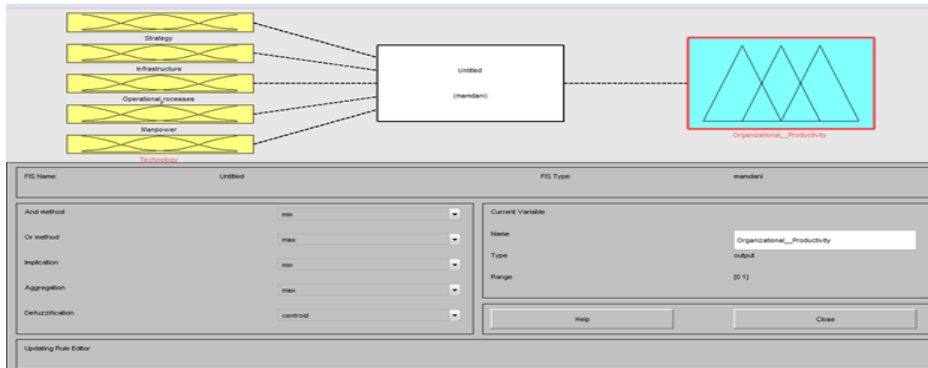 Strategy
Infrastructure
Operational_rocesses
Manpower
Technology
Untitled
(mamdani)
Organizational__Productivity
FIS Name: Untitled FIS Type: mamdani
And method min
Or method max
Implication min
Aggregation max
Defuzzification centroid
Current Variable
Name Organizational__Productivity
Type output
Range [0 1]
Help Close
Updating Rule Editor